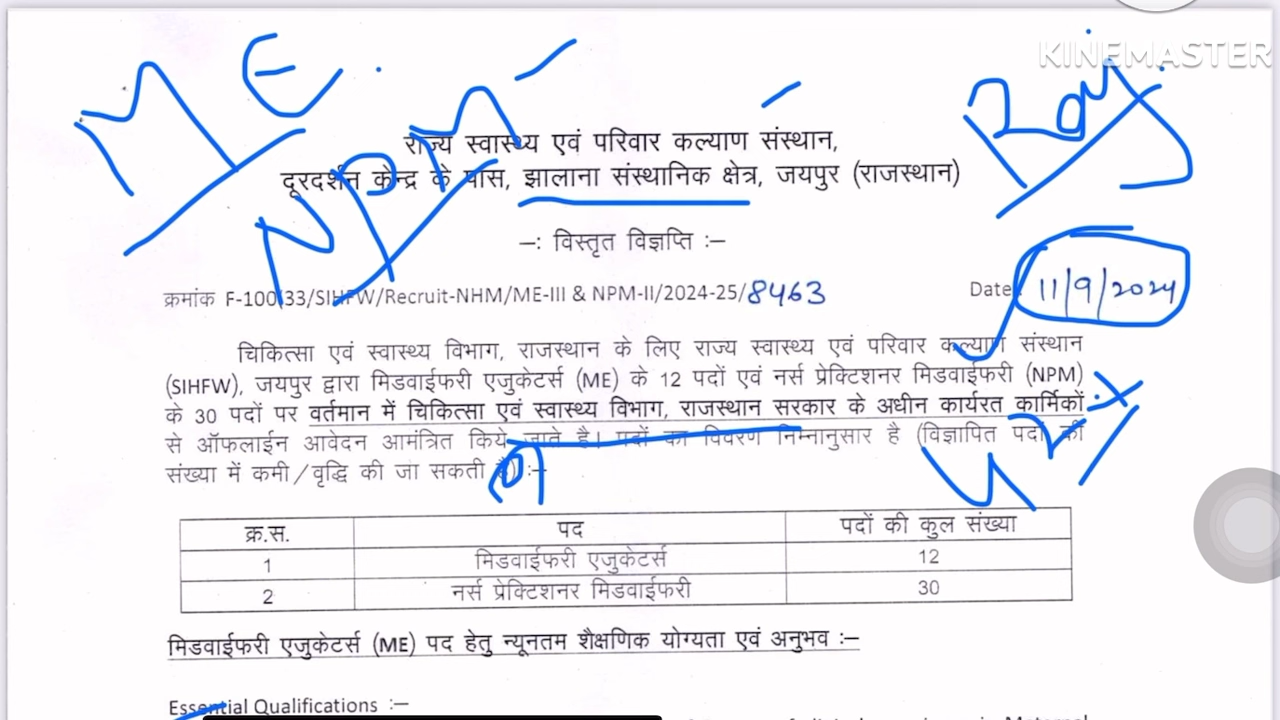 KINEMASTER
ME
NPM
Raj
राज्य स्वास्थ्य एवं परिवार कल्याण संस्थान,
दूरदर्शन केन्द्र के पास, झालाना संस्थानिक क्षेत्र, जयपुर (राजस्थान)
–: विस्तृत विज्ञप्ति :–
क्रमांक F-100/33/SIHFW/Recruit-NHM/ME-III & NPM-II/2024-25/8463 Date 11/9/2024
चिकित्सा एवं स्वास्थ्य विभाग, राजस्थान के लिए राज्य स्वास्थ्य एवं परिवार कल्याण संस्थान
(SIHFW), जयपुर द्वारा मिडवाईफरी एजुकेटर्स (ME) के 12 पदों एवं नर्स प्रेक्टिशनर मिडवाईफरी (NPM)
के 30 पदों पर वर्तमान में चिकित्सा एवं स्वास्थ्य विभाग, राजस्थान सरकार के अधीन कार्यरत कार्मिकों
से ऑफलाईन आवेदन आमंत्रित किये जाते है। पदों का विवरण निम्नानुसार है (विज्ञापित पदों की
संख्या में कमी/वृद्धि की जा सकती है) :–
क्र.स. पद पदों की कुल संख्या
1 मिडवाईफरी एजुकेटर्स 12
2 नर्स प्रेक्टिशनर मिडवाईफरी 30
मिडवाईफरी एजुकेटर्स (ME) पद हेतु न्यूनतम शैक्षणिक योग्यता एवं अनुभव :–
Essential Qualifications :–